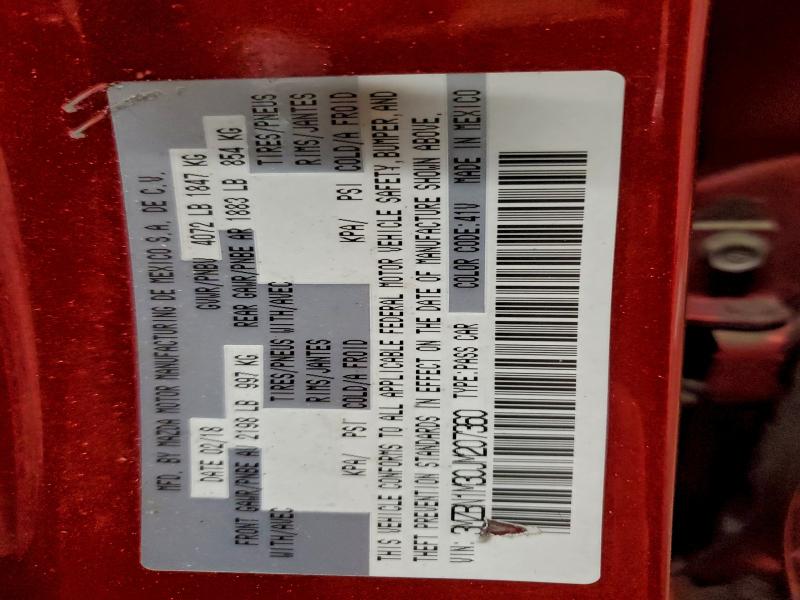 MFD. BY MAZDA MOTOR MANUFACTURING DE MEXICO S.A. DE C.V.
DATE 02/18 GVWR/PNBV 4072 LB 1847 KG
FRONT GAWR/PNBE AV 2198 LB 997 KG REAR GAWR/PNBE AR 1883 LB 854 KG
WITH/AVEC TIRES/PNEUS WITH/AVEC TIRES/PNEUS
RIMS/JANTES RIMS/JANTES
KPA/ PSI COLD/A FROID KPA/ PSI COLD/A FROID
THIS VEHICLE CONFORMS TO ALL APPLICABLE FEDERAL MOTOR VEHICLE SAFETY, BUMPER, AND
THEFT PREVENTION STANDARDS IN EFFECT ON THE DATE OF MANUFACTURE SHOWN ABOVE.
VIN: TYPE:PASS CAR COLOR CODE:41V MADE IN MEXICO